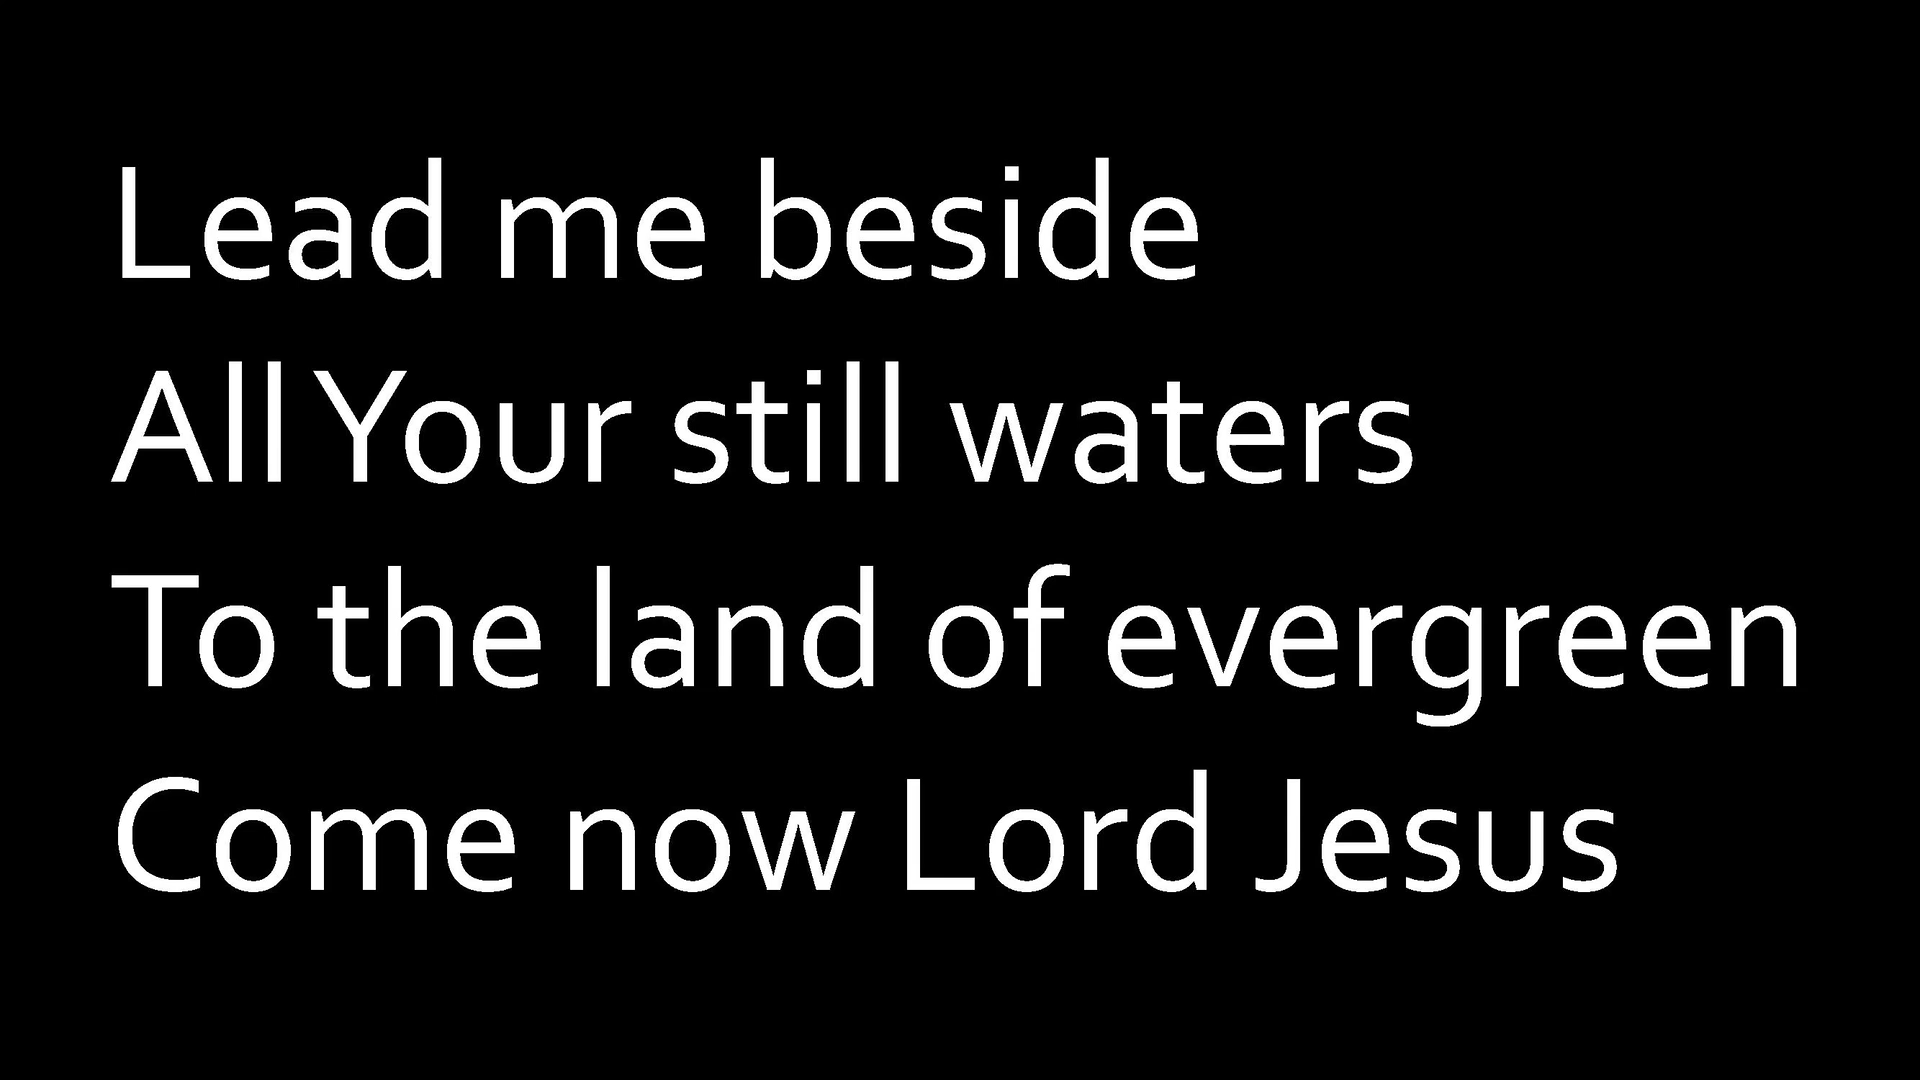 Lead me beside
All Your still waters
To the land of evergreen
Come now Lord Jesus